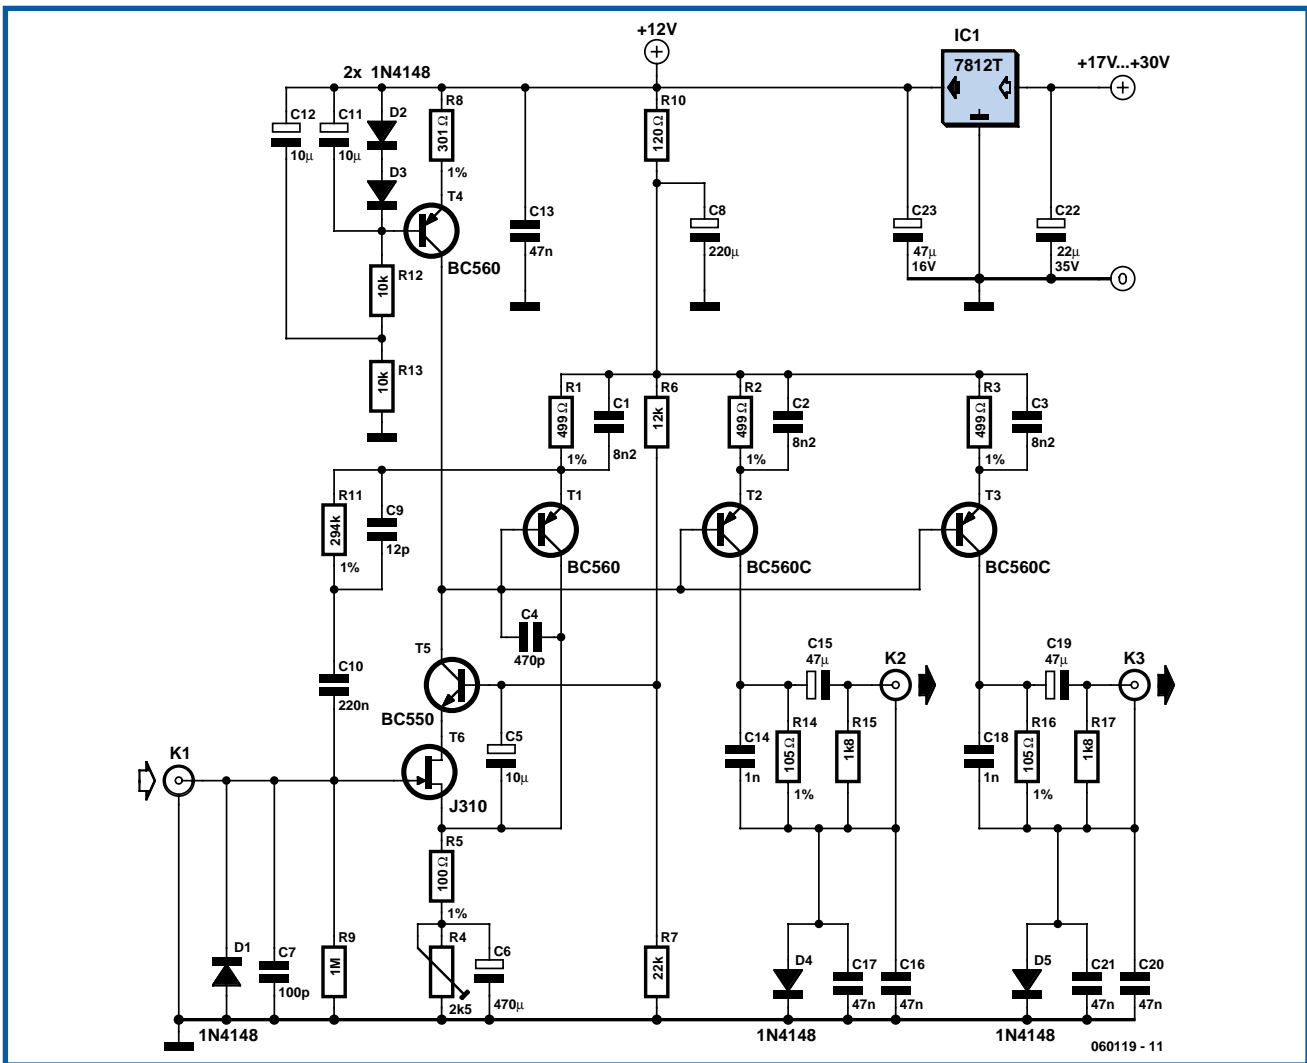 +12V
IC1
7812T
+17V...+30V
2x 1N4148
C12
10µ
C11
10µ
D2
D3
R8
301Ω
1%
T4
BC560
C13
47n
R10
120Ω
C8
220µ
C23
47µ
16V
C22
22µ
35V
0
R12
10k
R13
10k
R1
499Ω
1%
C1
8n2
R6
12k
R2
499Ω
1%
C2
8n2
R3
499Ω
1%
C3
8n2
R11
294k
1%
C9
12p
T1
BC560
T2
BC560C
T3
BC560C
C4
470p
T5
BC550
C10
220n
C15
47µ
K2
C19
47µ
K3
T6
J310
C5
10µ
C14
1n
R14
105Ω
1%
R15
1k8
C18
1n
R16
105Ω
1%
R17
1k8
K1
R5
100Ω
1%
D1
1N4148
C7
100p
R9
1M
R4
2k5
C6
470µ
R7
22k
D4
1N4148
C17
47n
C16
47n
D5
1N4148
C21
47n
C20
47n
060119 - 11